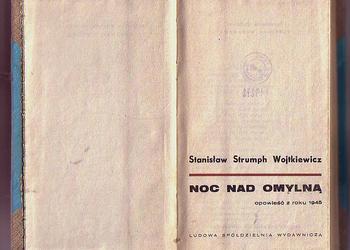 Stanisław Strumph Wojtkiewicz
NOC NAD OMYLNĄ
opowieść z roku 1945
LUDOWA SPÓŁDZIELNIA WYDAWNICZA